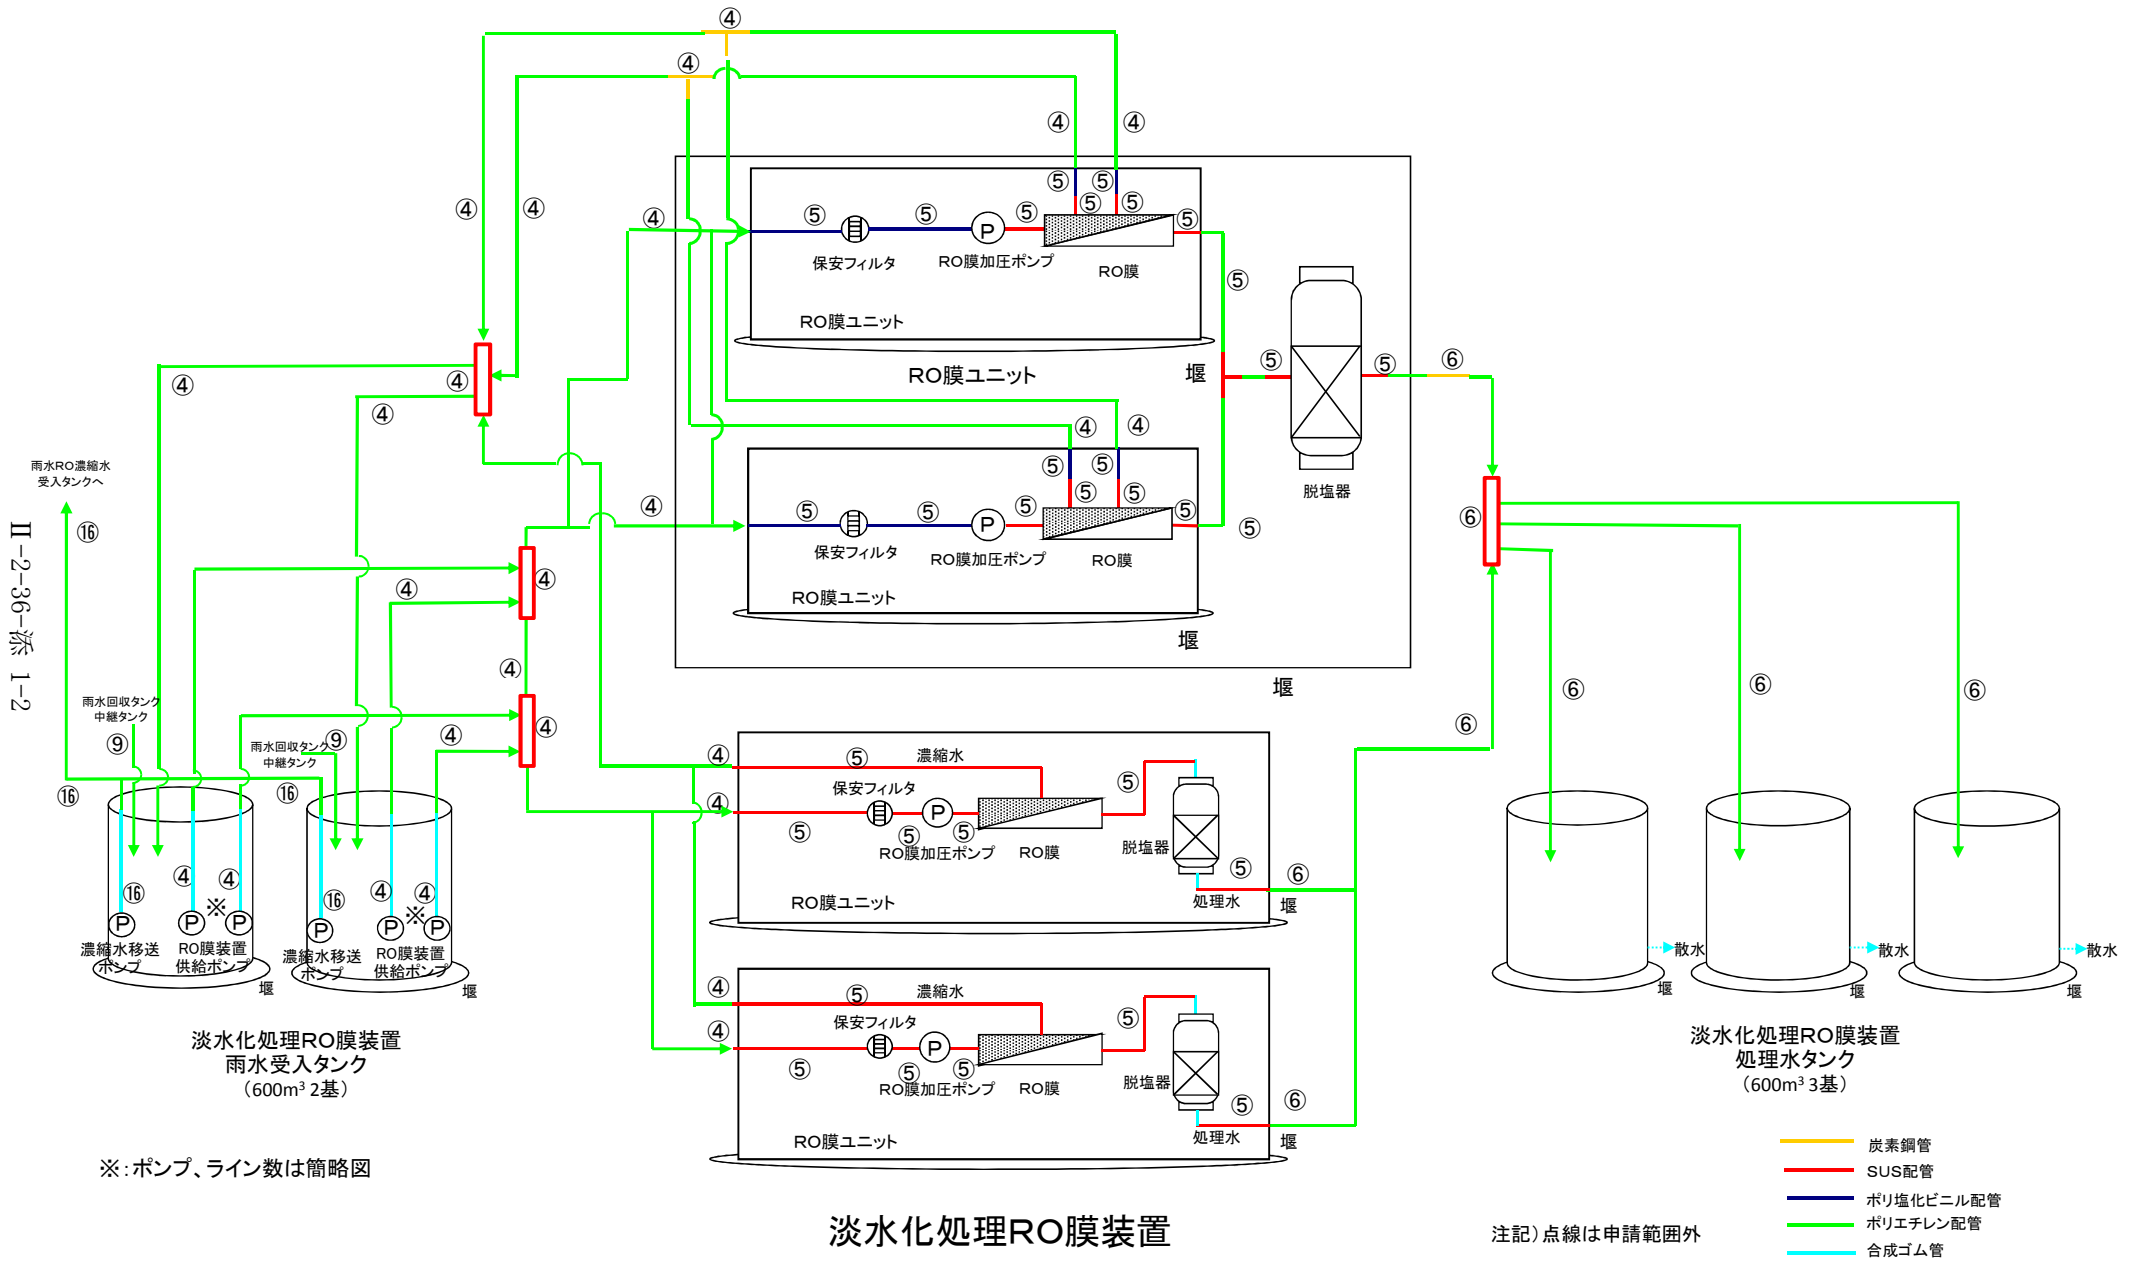 ④
④
④
④
④
④
④
⑤
⑤
⑤
⑤
⑤
⑤
⑤
⑤
P
保安フィルタ
RO膜加圧ポンプ
RO膜
⑤
RO膜ユニット
RO膜ユニット
堰
⑤
⑤
⑥
脱塩器
④
④
④
④
④
⑤
⑤
⑤
⑤
⑤
⑤
⑤
⑤
④
P
⑤
保安フィルタ
RO膜加圧ポンプ
RO膜
RO膜ユニット
堰
堰
雨水RO濃縮水
受入タンクへ
⑯
④
④
④
④
④
雨水回収タンク
中継タンク
⑨
雨水回収タンク
中継タンク
⑨
⑯
⑯
⑯
④
④
※
P
P
P
濃縮水移送
ポンプ
RO膜装置
供給ポンプ
堰
⑯
④
④
※
P
P
P
濃縮水移送
ポンプ
RO膜装置
供給ポンプ
堰
淡水化処理RO膜装置
雨水受入タンク
（600m³ 2基）
④
④
⑤
濃縮水
保安フィルタ
P
⑤
⑤
⑤
RO膜加圧ポンプ
RO膜
⑤
脱塩器
⑤
処理水
RO膜ユニット
⑥
堰
④
④
⑤
濃縮水
保安フィルタ
P
⑤
⑤
⑤
RO膜加圧ポンプ
RO膜
⑤
脱塩器
⑤
処理水
RO膜ユニット
⑥
堰
⑥
⑥
⑥
⑥
⑥
散水
散水
散水
堰
堰
堰
淡水化処理RO膜装置
処理水タンク
（600m³ 3基）
※：ポンプ、ライン数は簡略図
淡水化処理RO膜装置
注記）点線は申請範囲外
炭素鋼管
SUS配管
ポリ塩化ビニル配管
ポリエチレン配管
合成ゴム管
Ⅱ-2-36-添 1-2